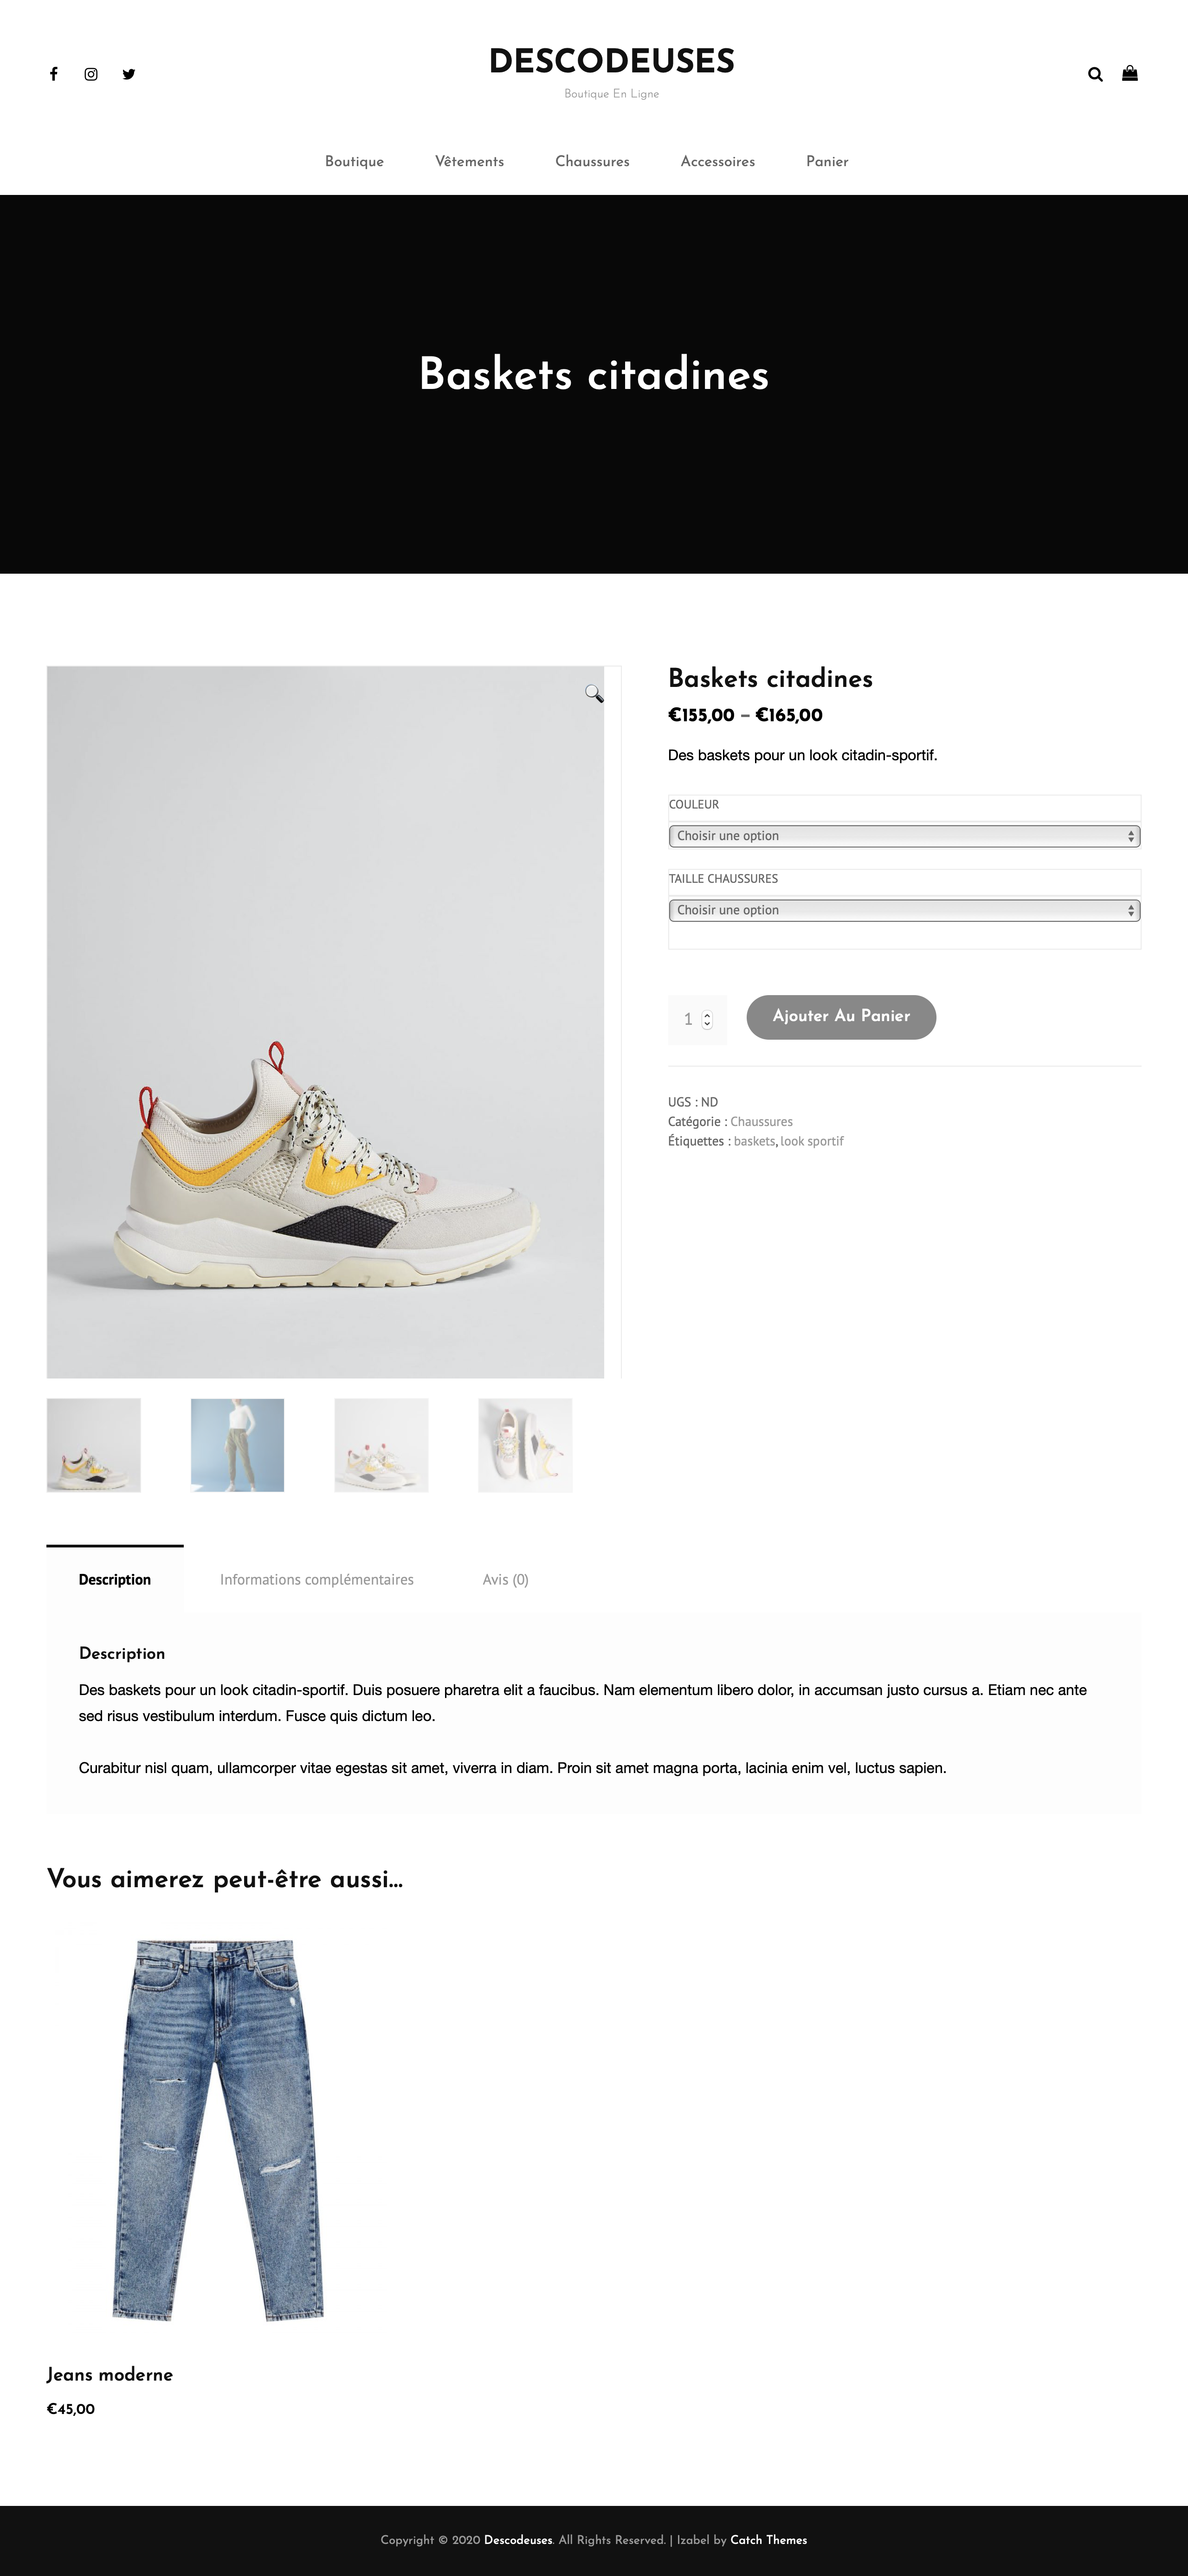 DESCODEUSES
Boutique En Ligne
Boutique
Vêtements
Chaussures
Accessoires
Panier
Baskets citadines
Baskets citadines
€155,00 – €165,00
Des baskets pour un look citadin-sportif.
COULEUR
Choisir une option
TAILLE CHAUSSURES
Choisir une option
1
Ajouter Au Panier
UGS : ND
Catégorie : Chaussures
Étiquettes : baskets, look sportif
Description
Informations complémentaires
Avis (0)
Description
Des baskets pour un look citadin-sportif. Duis posuere pharetra elit a faucibus. Nam elementum libero dolor, in accumsan justo cursus a. Etiam nec ante
sed risus vestibulum interdum. Fusce quis dictum leo.
Curabitur nisl quam, ullamcorper vitae egestas sit amet, viverra in diam. Proin sit amet magna porta, lacinia enim vel, luctus sapien.
Vous aimerez peut-être aussi…
Jeans moderne
€45,00
Copyright © 2020 Descodeuses. All Rights Reserved. | Izabel by Catch Themes